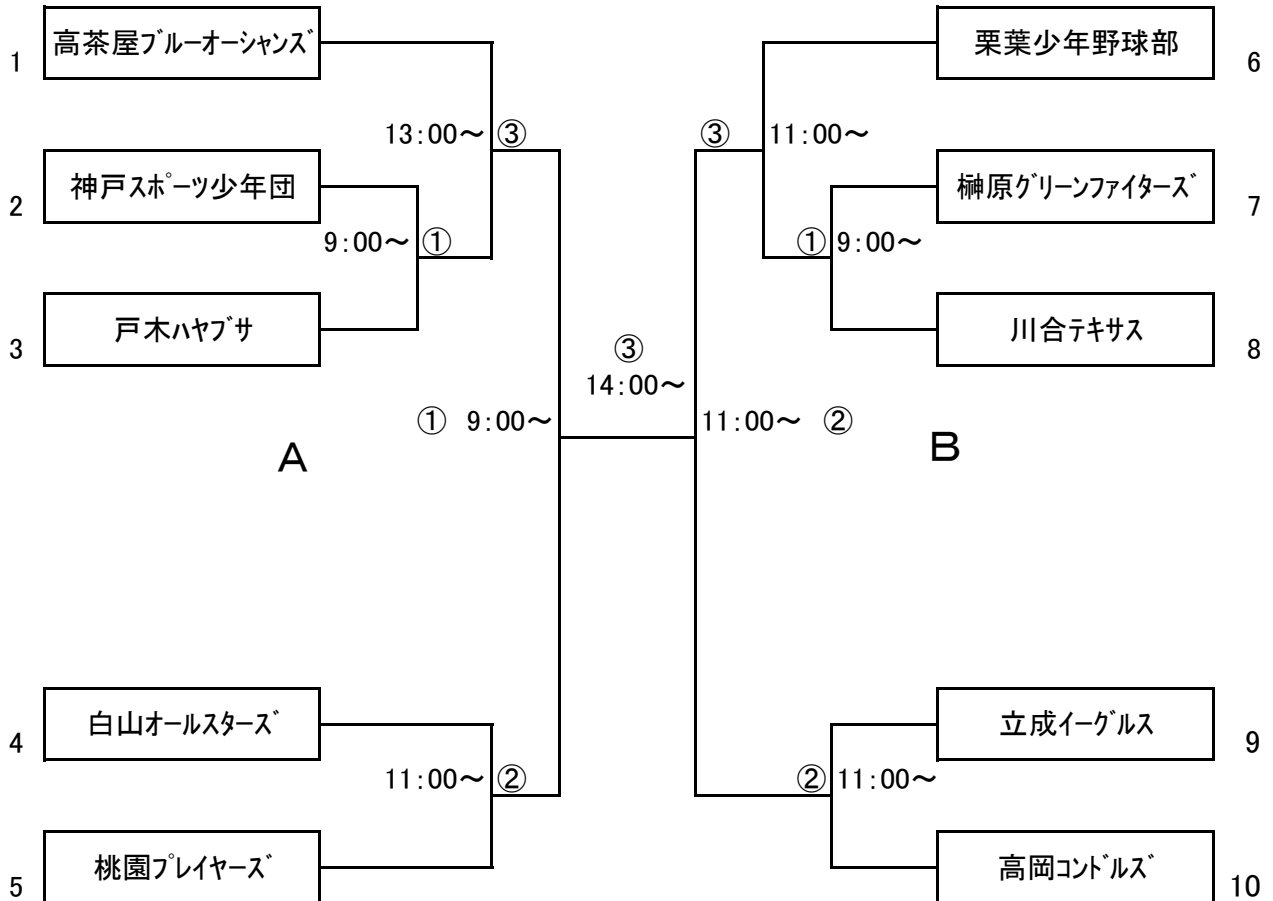 1 高茶屋ﾌﾞﾙｰｵｰｼｬﾝｽﾞ
栗葉少年野球部 6
13:00～ ③
③ 11:00～
2 神戸ｽﾎﾟｰﾂ少年団
榊原ｸﾞﾘｰﾝﾌｧｲﾀｰｽﾞ 7
9:00～ ①
① 9:00～
3 戸木ﾊﾔﾌﾞｻ
川合ﾃｷｻｽ 8
③
14:00～
① 9:00～
11:00～ ②
A
B
4 白山ｵｰﾙｽﾀｰｽﾞ
立成ｲｰｸﾞﾙｽ 9
11:00～ ②
② 11:00～
5 桃園ﾌﾟﾚｲﾔｰｽﾞ
高岡ｺﾝﾄﾞﾙｽﾞ 10